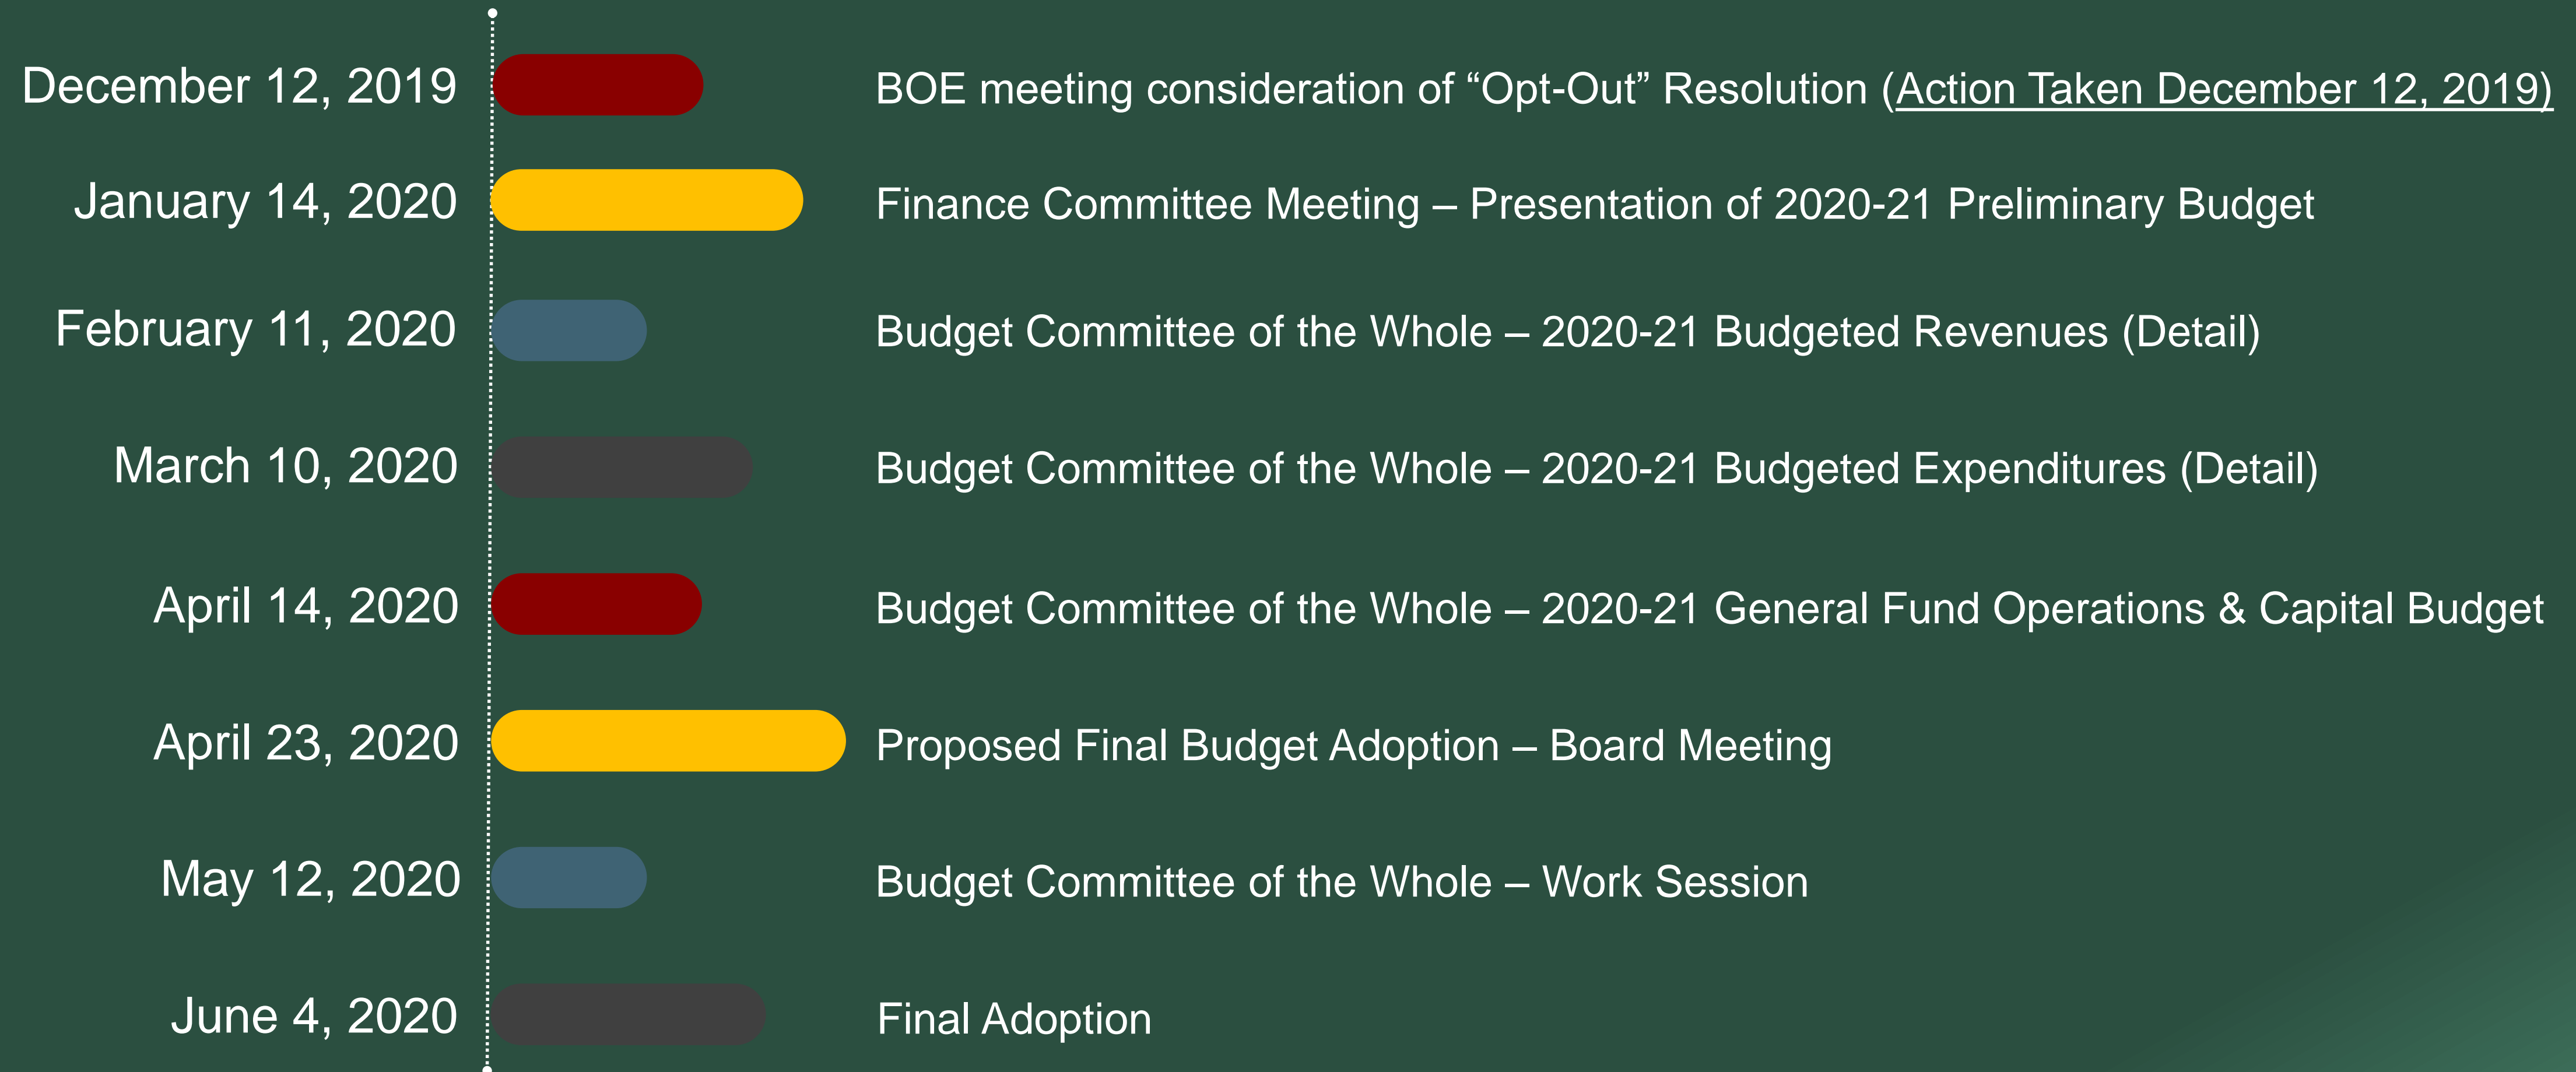 December 12, 2019 BOE meeting consideration of “Opt-Out” Resolution (Action Taken December 12, 2019)
January 14, 2020 Finance Committee Meeting – Presentation of 2020-21 Preliminary Budget
February 11, 2020 Budget Committee of the Whole – 2020-21 Budgeted Revenues (Detail)
March 10, 2020 Budget Committee of the Whole – 2020-21 Budgeted Expenditures (Detail)
April 14, 2020 Budget Committee of the Whole – 2020-21 General Fund Operations & Capital Budget
April 23, 2020 Proposed Final Budget Adoption – Board Meeting
May 12, 2020 Budget Committee of the Whole – Work Session
June 4, 2020 Final Adoption